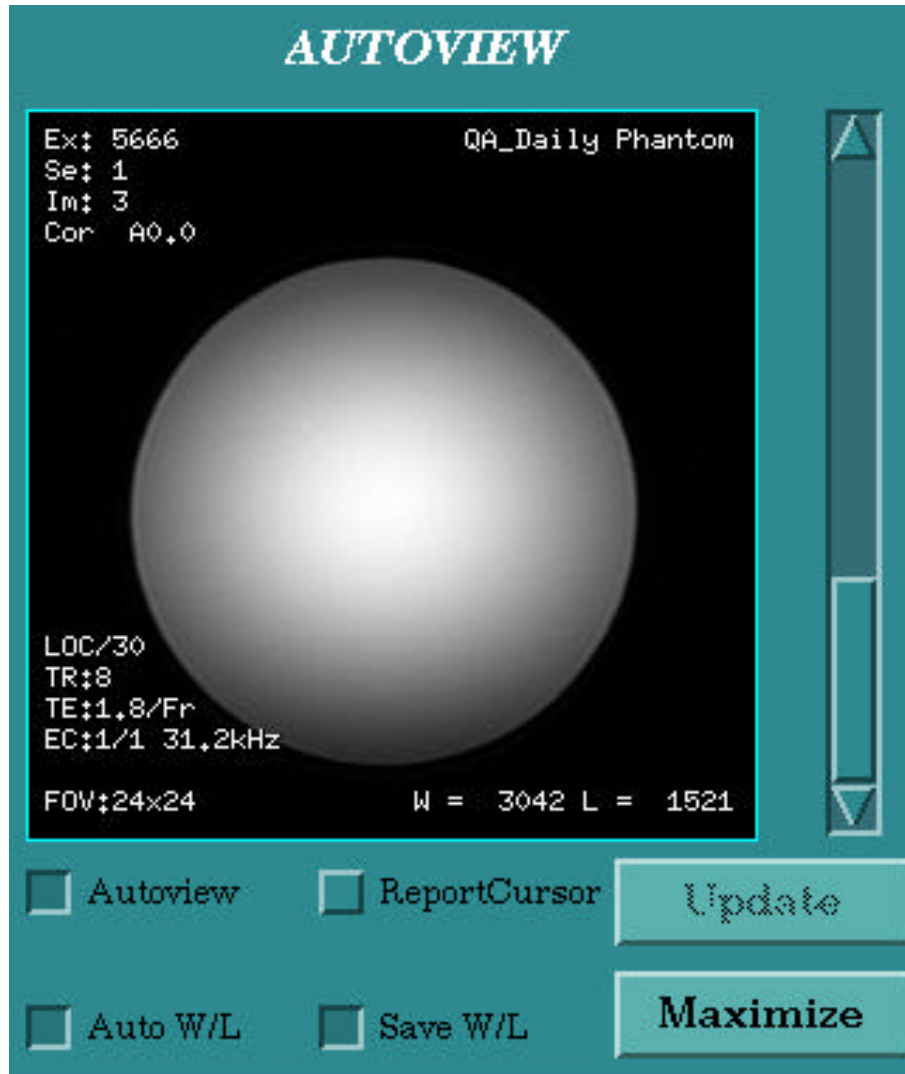 AUTOVIEW
Ex: 5666
QA_Daily Phantom
Se: 1
Im: 3
Cor A0.0
LOC/30
TR:8
TE:1.8/Fr
EC:1/1 31.2kHz
FOV:24x24
W = 3042 L = 1521
Autoview
ReportCursor
Update
Auto W/L
Save W/L
Maximize